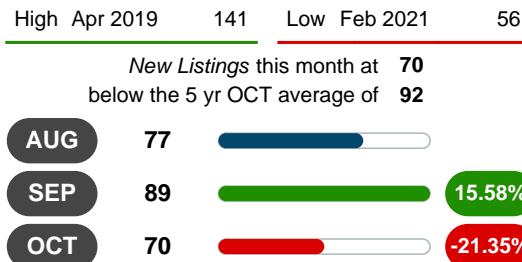 High Apr 2019 141 Low Feb 2021 56
New Listings this month at 70
below the 5 yr OCT average of 92
AUG 77
SEP 89 15.58%
OCT 70 -21.35%